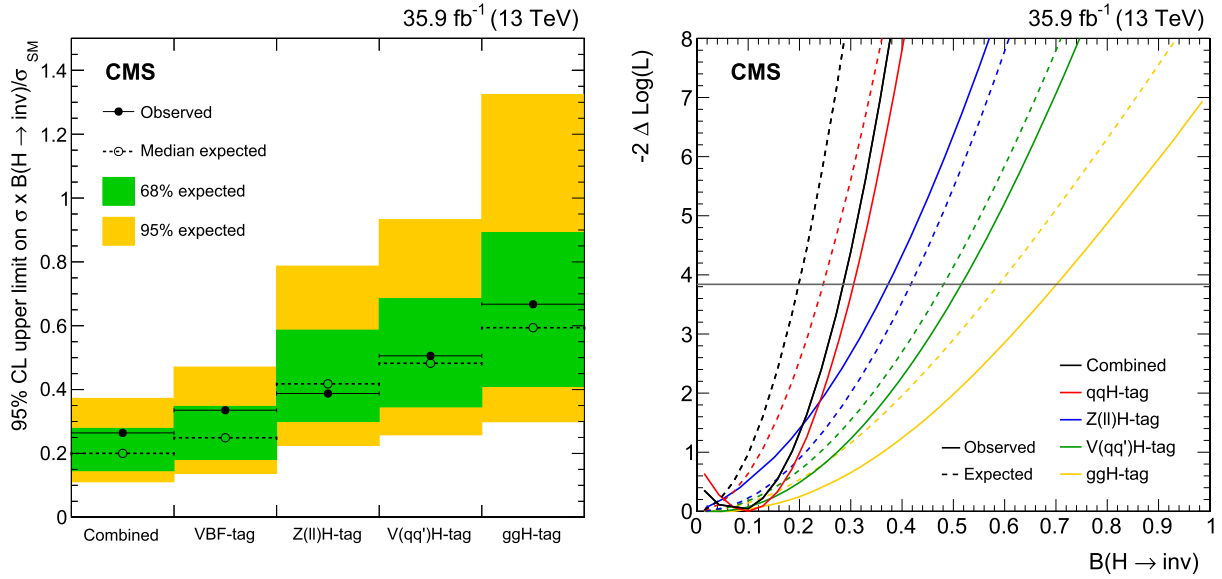 35.9 fb⁻¹ (13 TeV)
95% CL upper limit on σ x B(H → inv)/σ_SM
1.4
1.2
1
0.8
0.6
0.4
0.2
0
CMS
Observed
Median expected
68% expected
95% expected
Combined VBF-tag Z(ll)H-tag V(qq')H-tag ggH-tag
35.9 fb⁻¹ (13 TeV)
-2 Δ Log(L)
8
7
6
5
4
3
2
1
0
CMS
Combined
qqH-tag
Z(ll)H-tag
V(qq')H-tag
ggH-tag
Observed
Expected
0 0.1 0.2 0.3 0.4 0.5 0.6 0.7 0.8 0.9 1
B(H → inv)